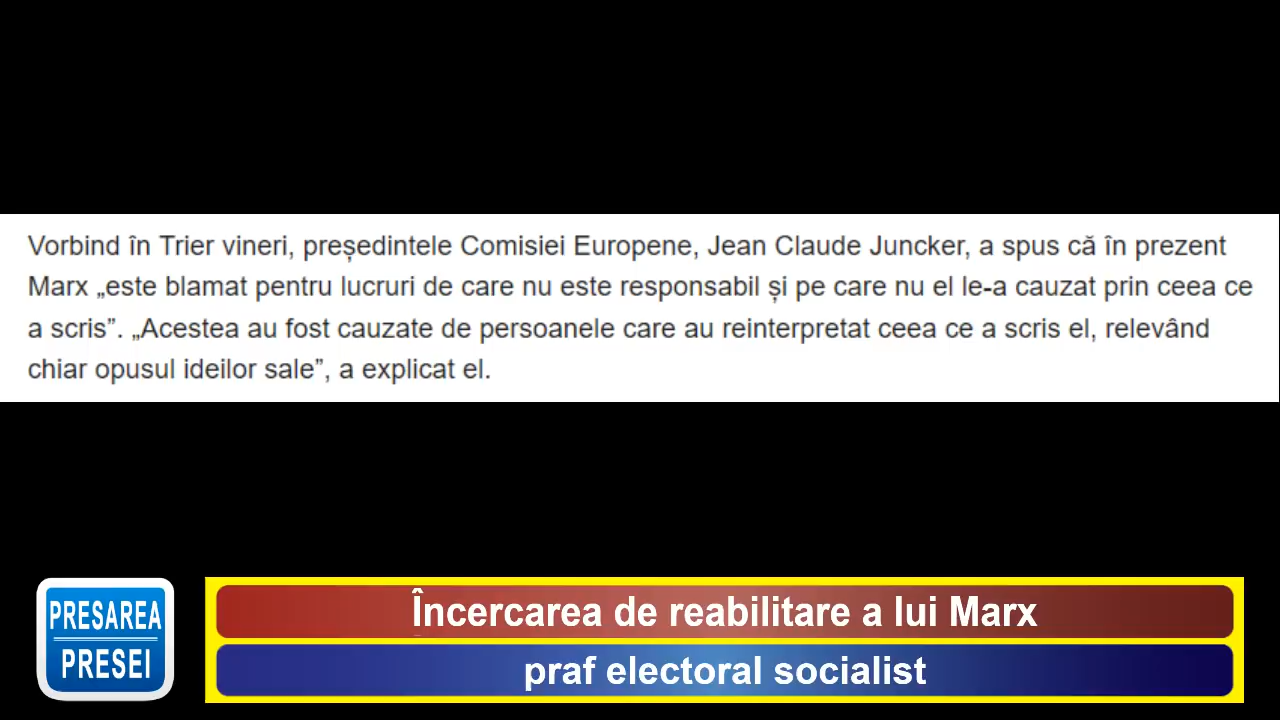 Vorbind în Trier vineri, președintele Comisiei Europene, Jean Claude Juncker, a spus că în prezent
Marx „este blamat pentru lucruri de care nu este responsabil și pe care nu el le-a cauzat prin ceea ce
a scris”. „Acestea au fost cauzate de persoanele care au reinterpretat ceea ce a scris el, relevând
chiar opusul ideilor sale”, a explicat el.
PRESAREA
PRESEI
Încercarea de reabilitare a lui Marx
praf electoral socialist